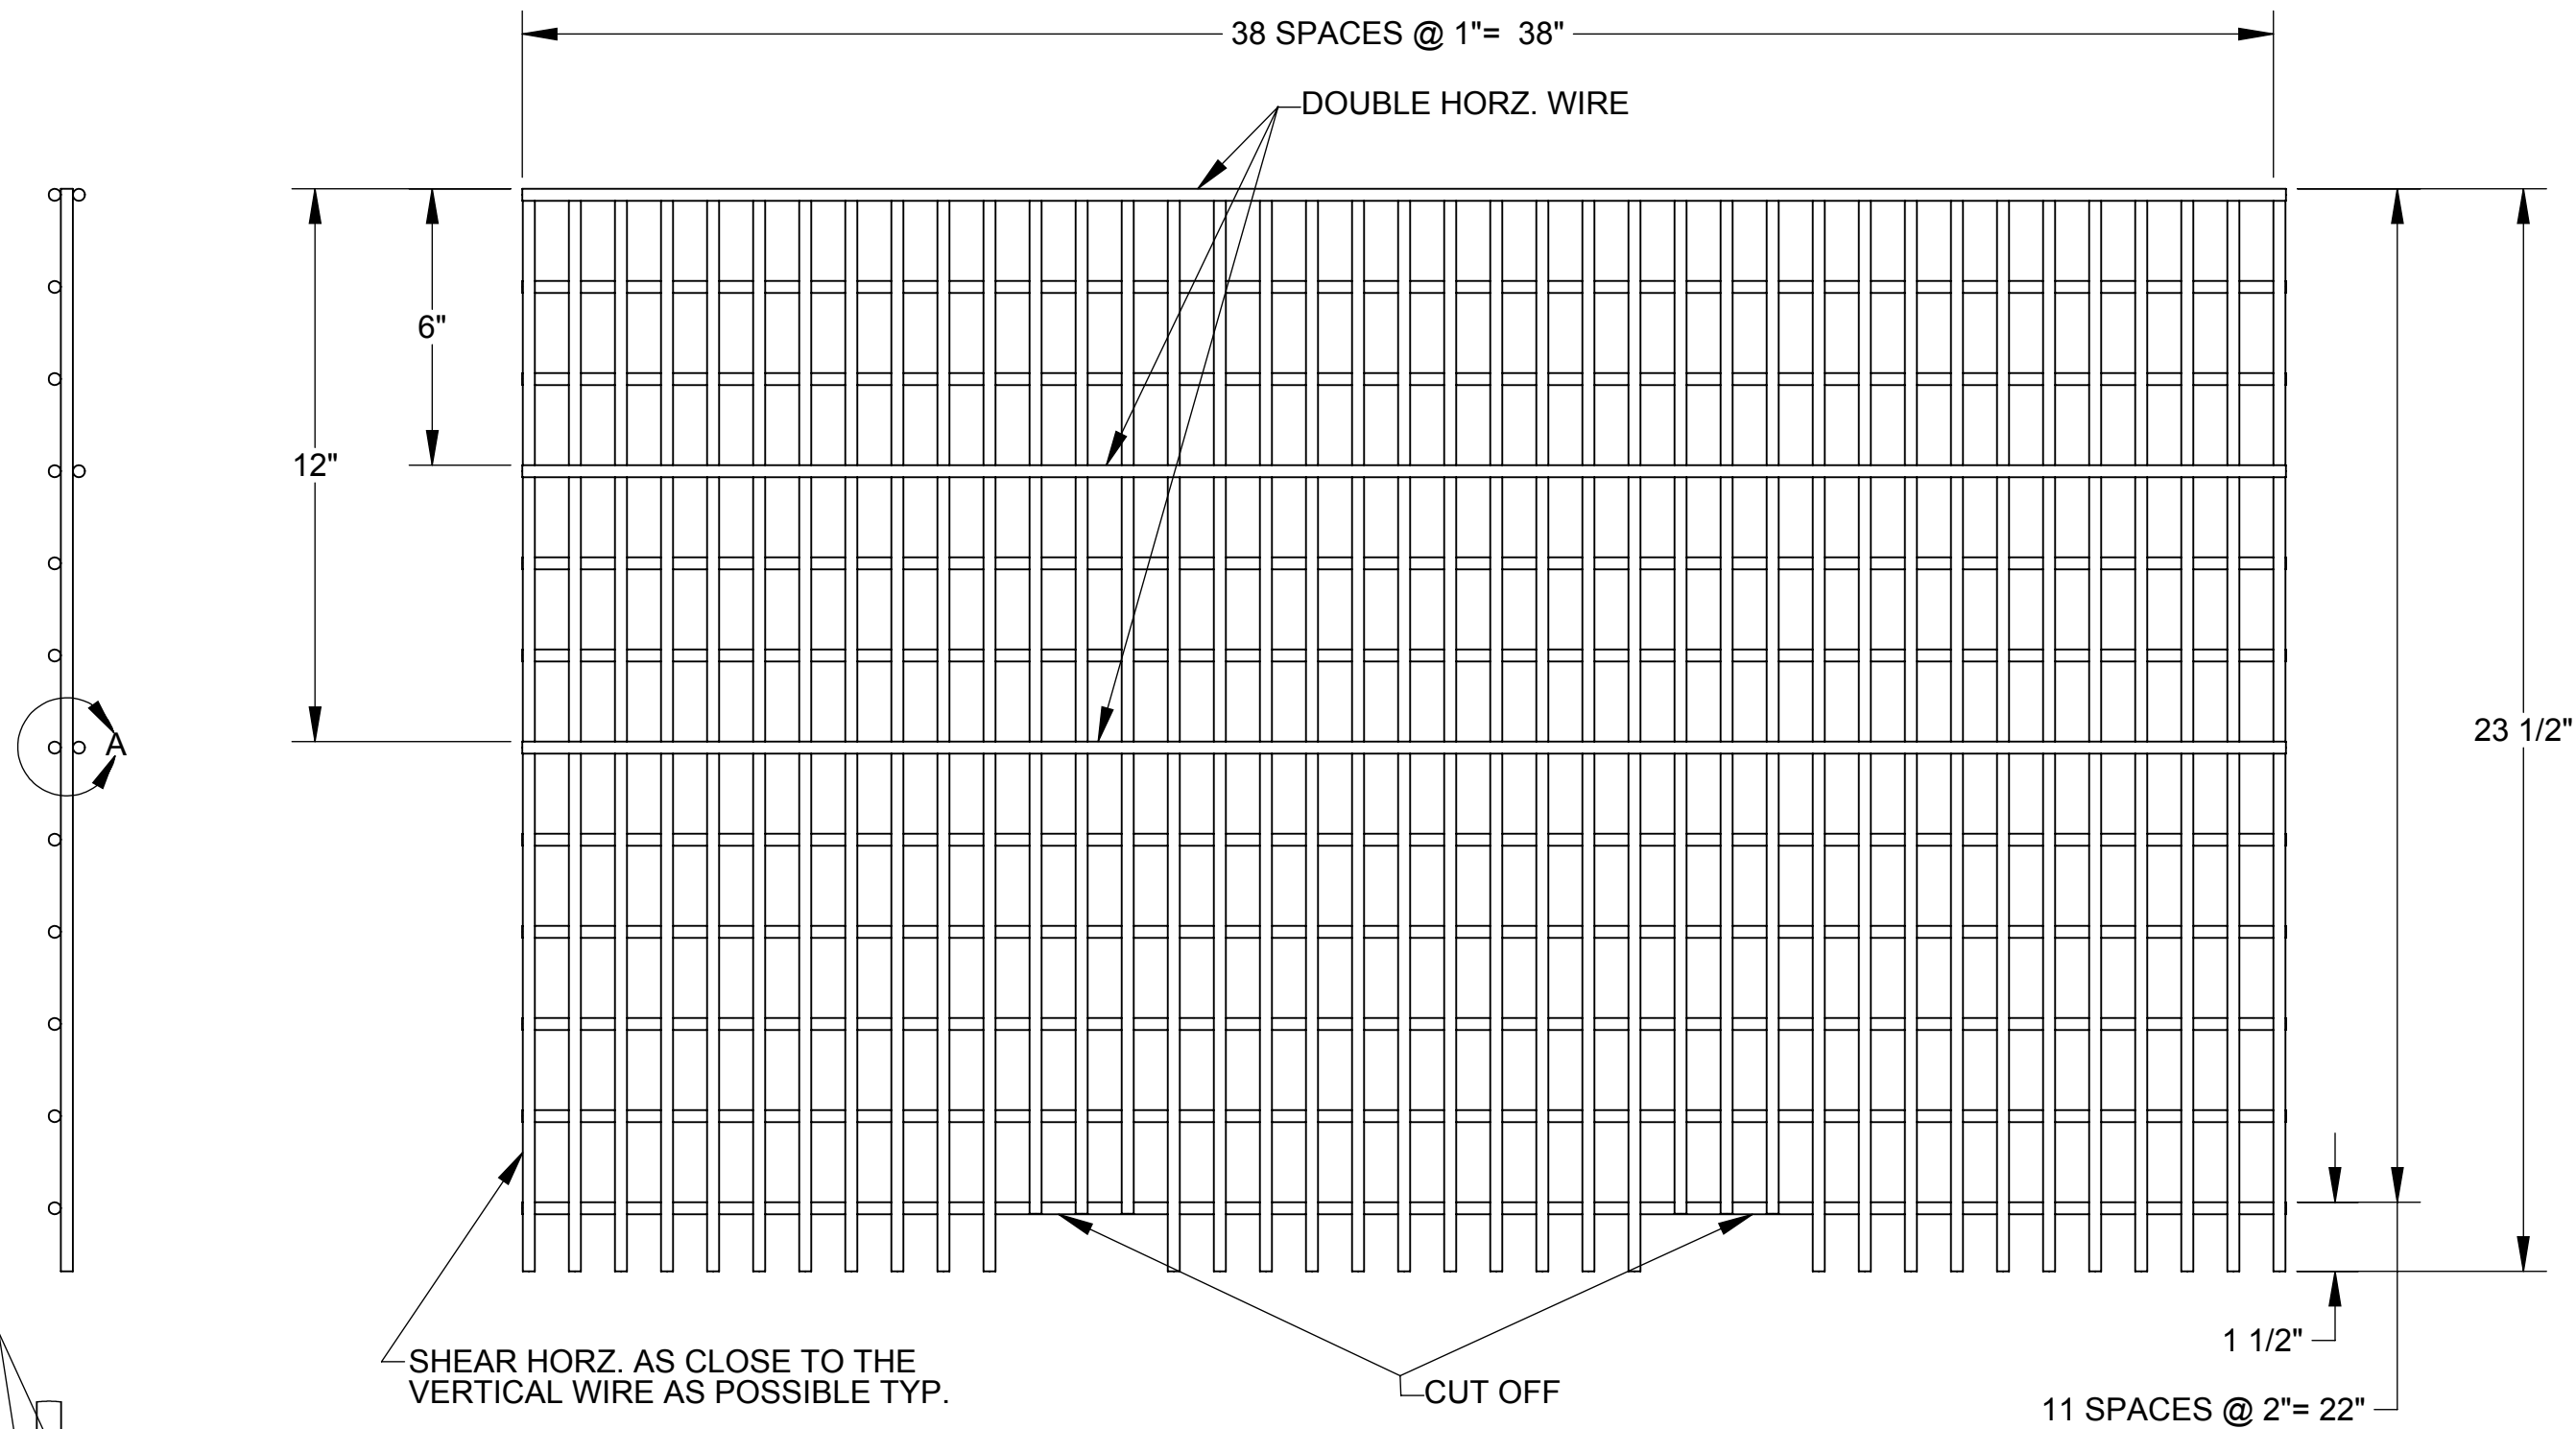 38 SPACES @ 1"= 38"
DOUBLE HORZ. WIRE
6"
12"
A
23 1/2"
1 1/2"
SHEAR HORZ. AS CLOSE TO THE
VERTICAL WIRE AS POSSIBLE TYP.
CUT OFF
11 SPACES @ 2"= 22"